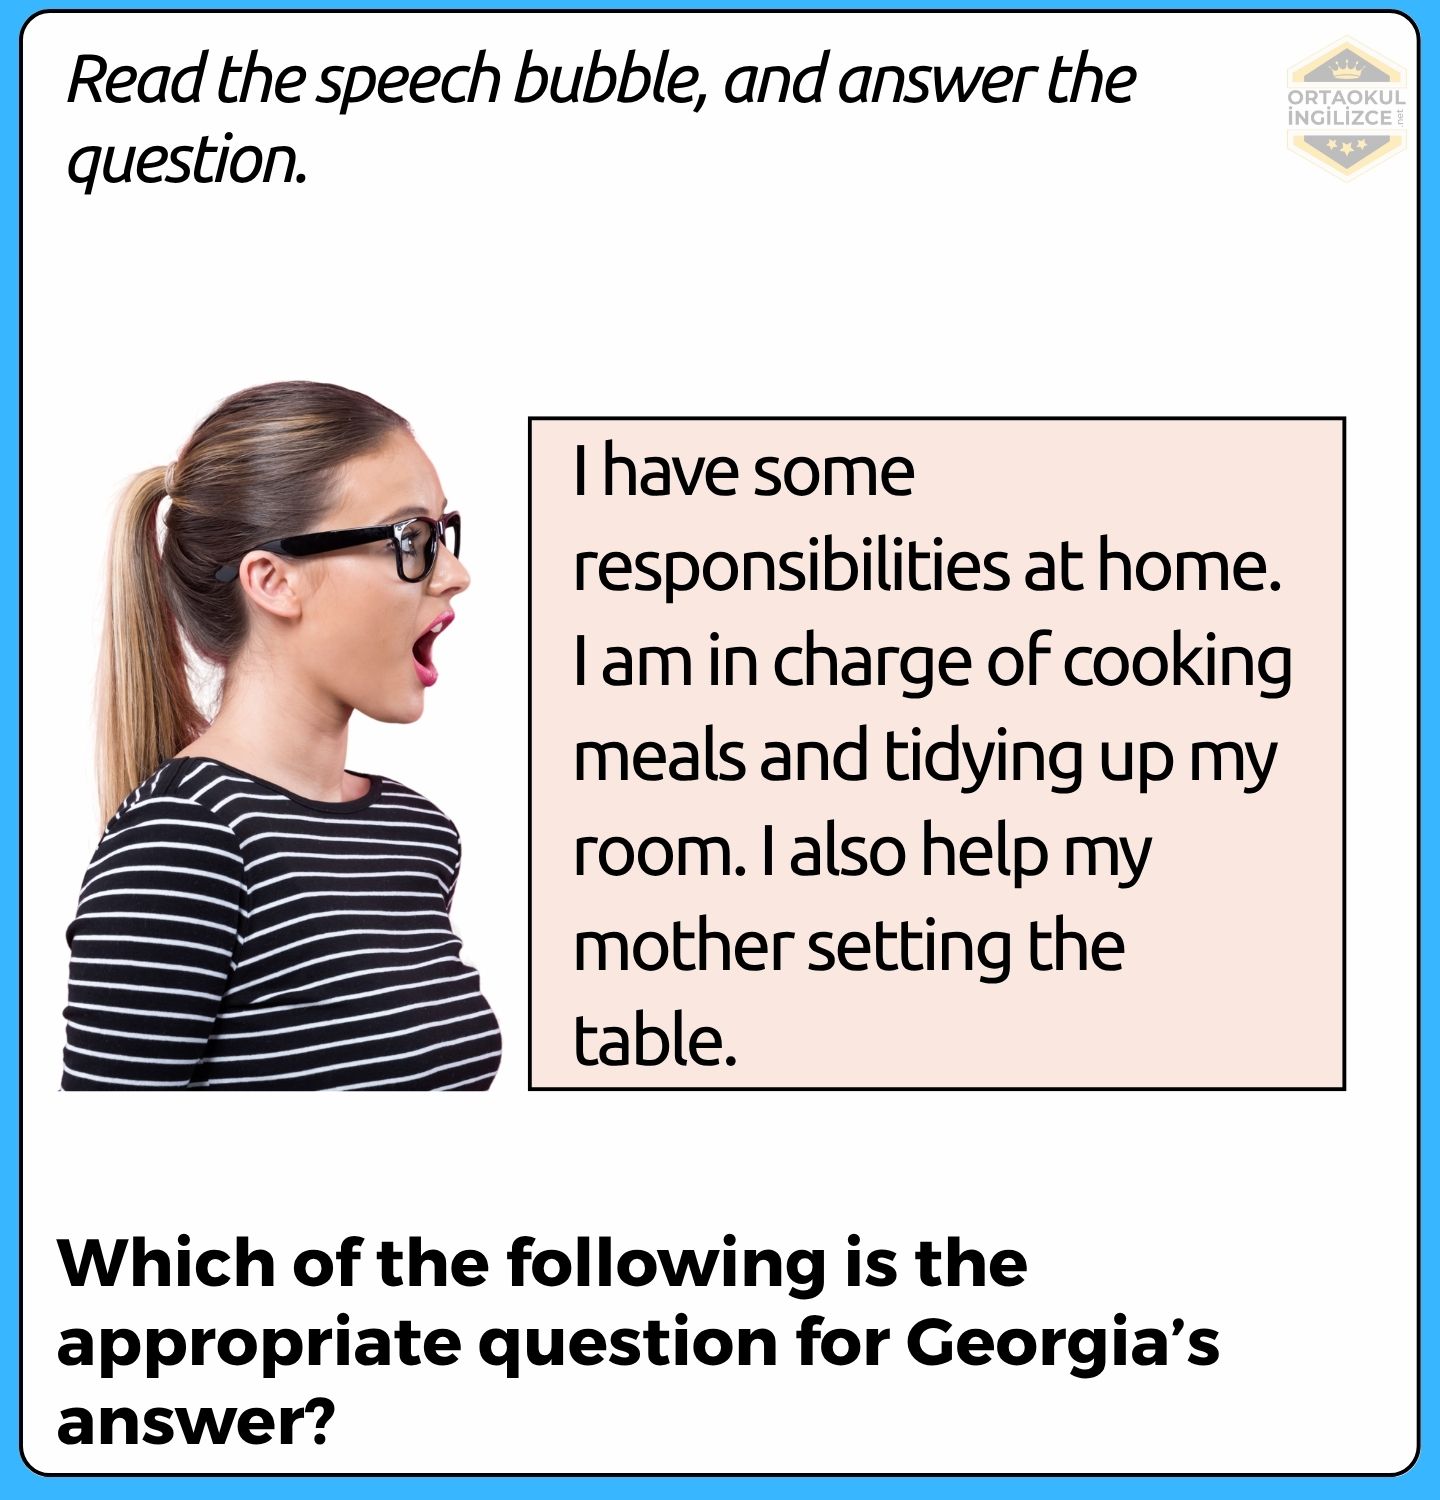 Read the speech bubble, and answer the
question.
ORTAOKUL
İNGİLİZCE
.net
I have some
responsibilities at home.
I am in charge of cooking
meals and tidying up my
room. I also help my
mother setting the
table.
Which of the following is the
appropriate question for Georgia’s
answer?